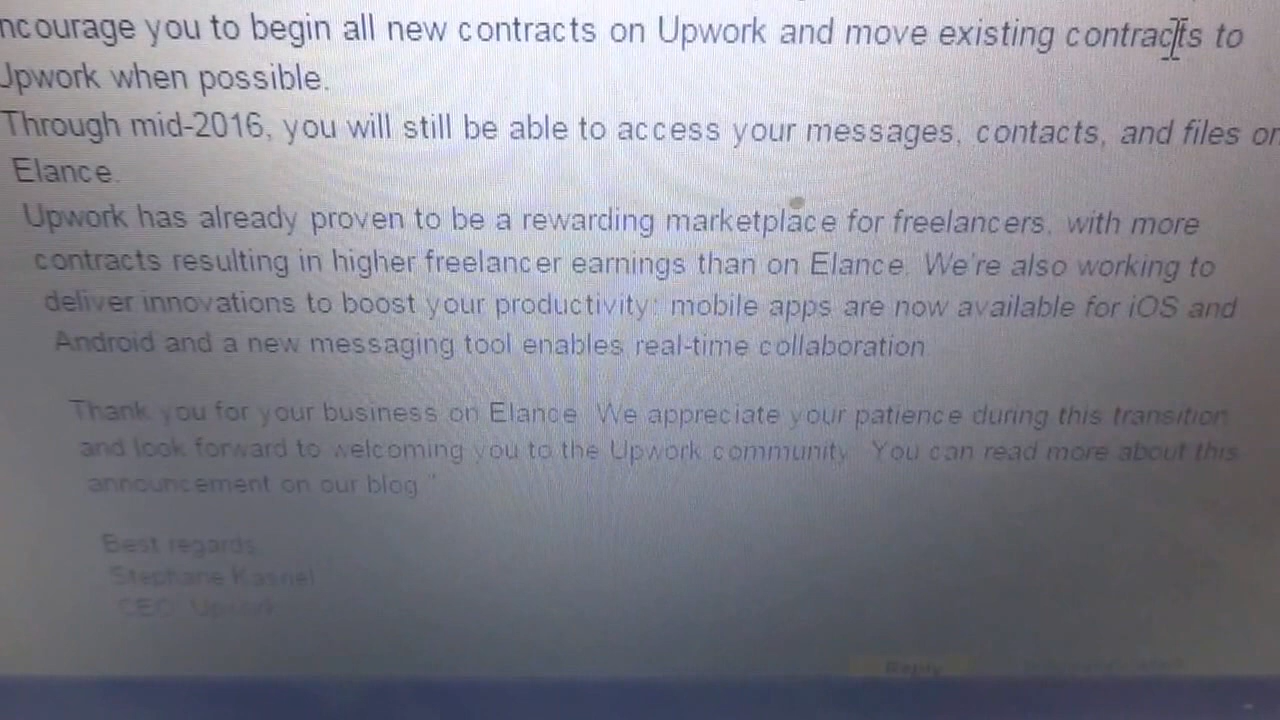 ncourage you to begin all new contracts on Upwork and move existing contracts to
Upwork when possible.
Through mid-2016, you will still be able to access your messages, contacts, and files on
Elance.
Upwork has already proven to be a rewarding marketplace for freelancers, with more
contracts resulting in higher freelancer earnings than on Elance. We're also working to
deliver innovations to boost your productivity: mobile apps are now available for iOS and
Android and a new messaging tool enables real-time collaboration.
Thank you for your business on Elance. We appreciate your patience during this transition
and look forward to welcoming you to the Upwork community. You can read more about this
announcement on our blog."
Best regards,
Stephane Kasriel
CEO, Upwork
Reply